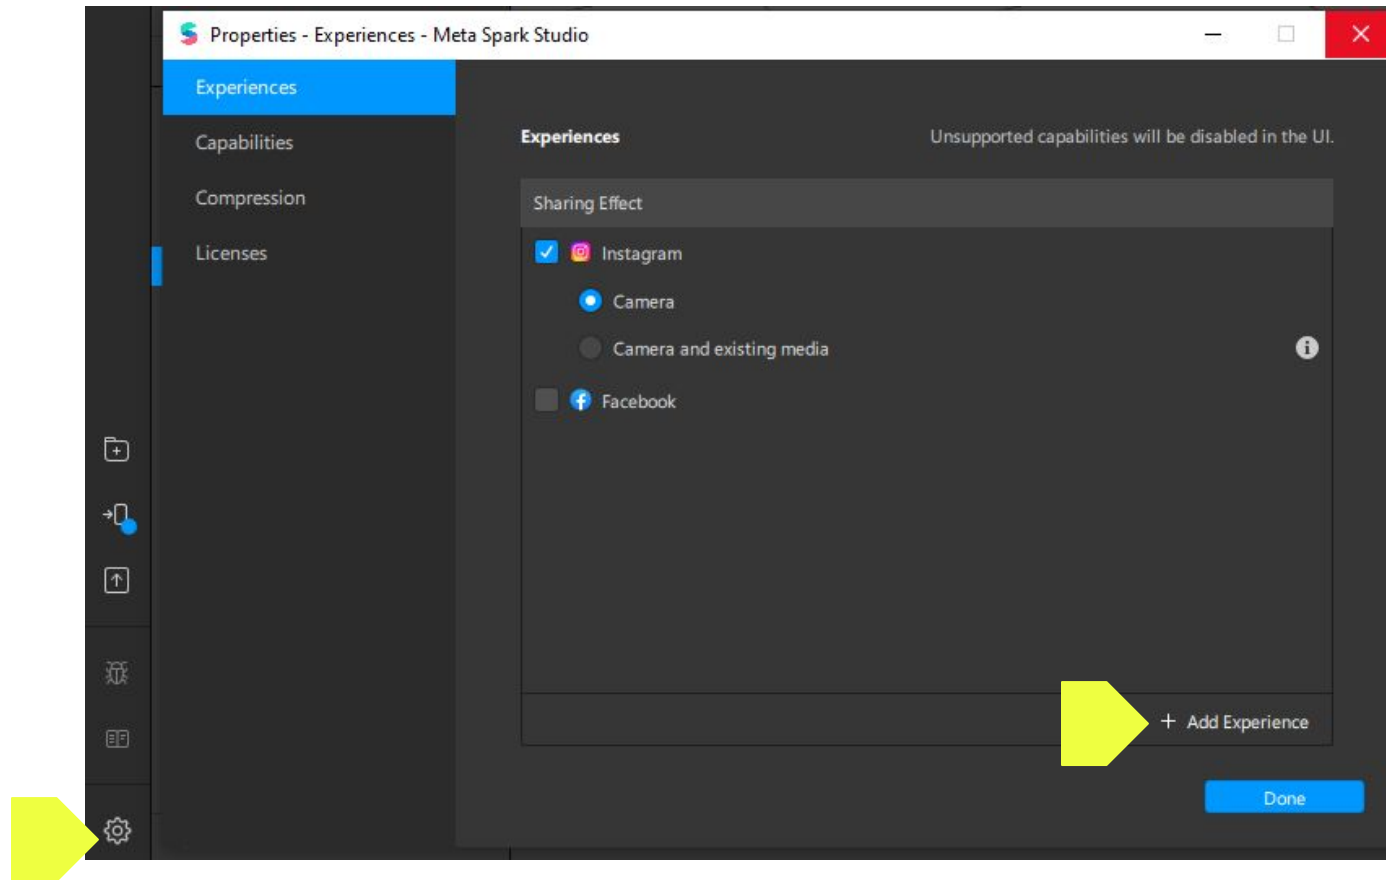 Properties - Experiences - Meta Spark Studio
Experiences
Capabilities
Compression
Licenses
Experiences
Unsupported capabilities will be disabled in the UI.
Sharing Effect
Instagram
Camera
Camera and existing media
Facebook
+ Add Experience
Done